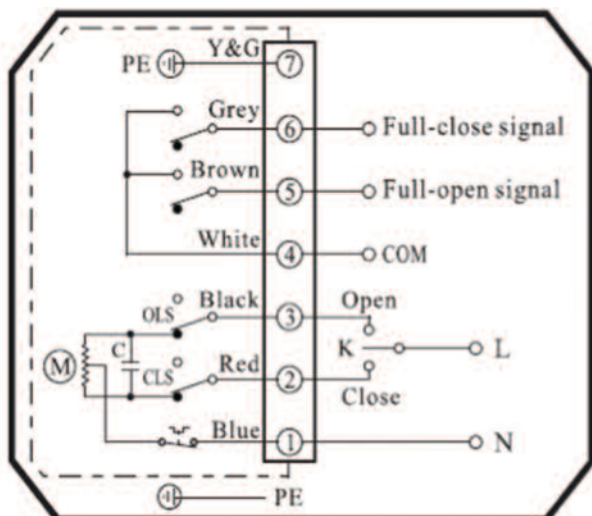 Y&G
PE 7
Grey 6 Full-close signal
Brown 5 Full-open signal
White 4 COM
OLS Black 3 Open
M C K L
CLS Red 2 Close
Blue 1 N
PE